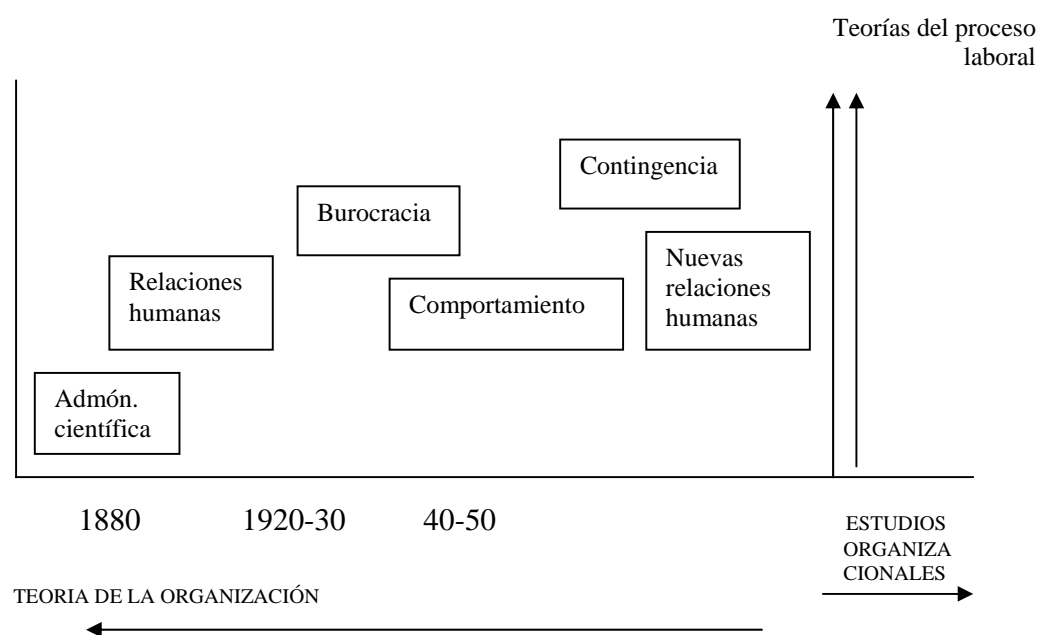 Teorías del proceso
laboral
Contingencia
Burocracia
Nuevas
relaciones
humanas
Relaciones
humanas
Comportamiento
Admón.
científica
1880
1920-30
40-50
ESTUDIOS
ORGANIZA
CIONALES
TEORIA DE LA ORGANIZACIÓN